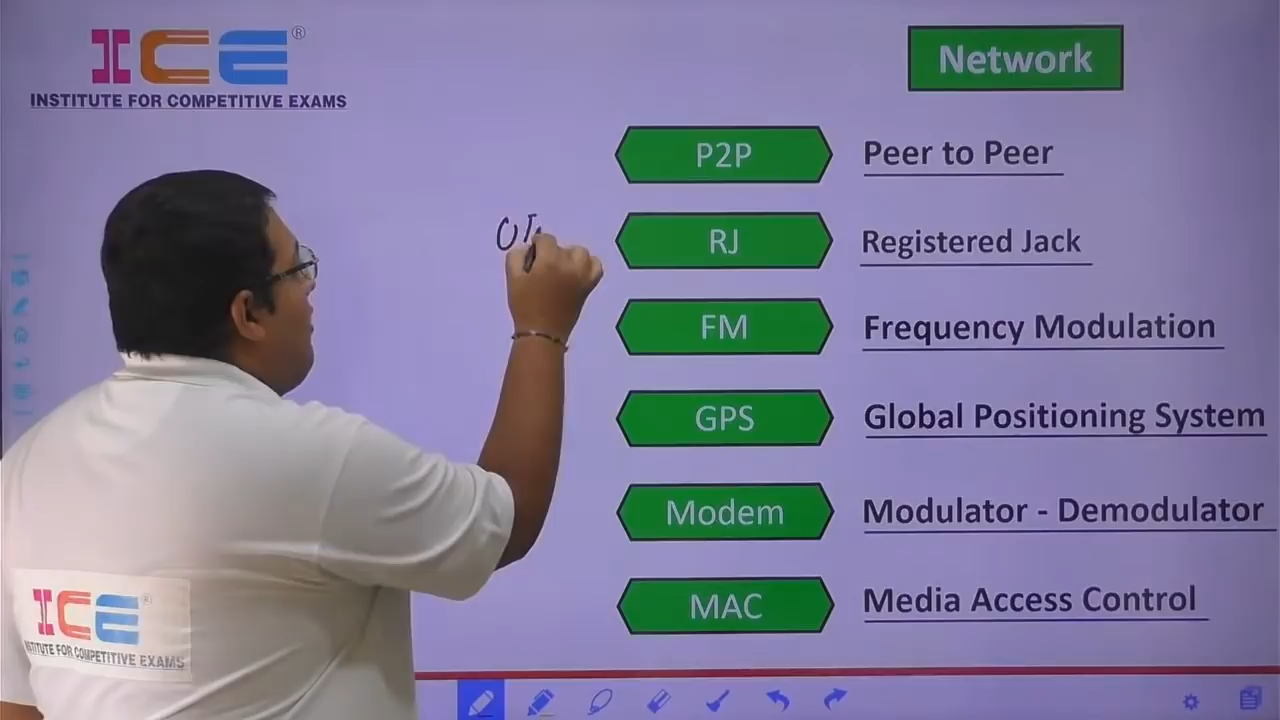 ICE®
INSTITUTE FOR COMPETITIVE EXAMS
Network
P2P Peer to Peer
RJ Registered Jack
FM Frequency Modulation
GPS Global Positioning System
Modem Modulator - Demodulator
MAC Media Access Control
ICE®
INSTITUTE FOR COMPETITIVE EXAMS